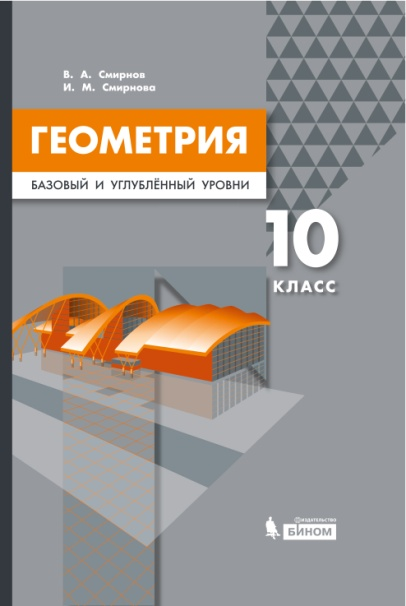 В. А. Смирнов
И. М. Смирнова
ГЕОМЕТРИЯ
БАЗОВЫЙ И УГЛУБЛЁННЫЙ УРОВНИ
10
КЛАСС
издательство
БИНОМ